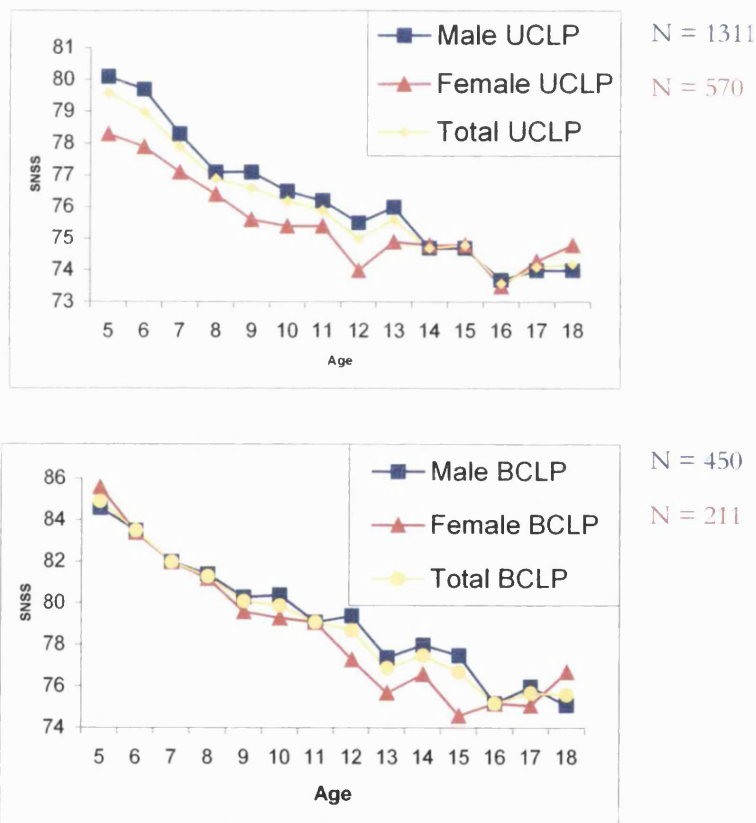 Male UCLP
Female UCLP
Total UCLP
N = 1311
N = 570
81
80
79
78
77
76
75
74
73
SNSS
5 6 7 8 9 10 11 12 13 14 15 16 17 18
Age
Male BCLP
Female BCLP
Total BCLP
N = 450
N = 211
86
84
82
80
78
76
74
SNSS
5 6 7 8 9 10 11 12 13 14 15 16 17 18
Age